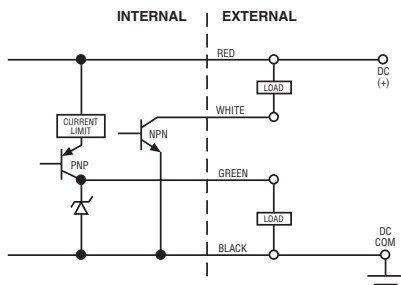 INTERNAL
EXTERNAL
RED
DC
(+)
LOAD
WHITE
CURRENT
LIMIT
NPN
PNP
GREEN
LOAD
DC
COM
BLACK